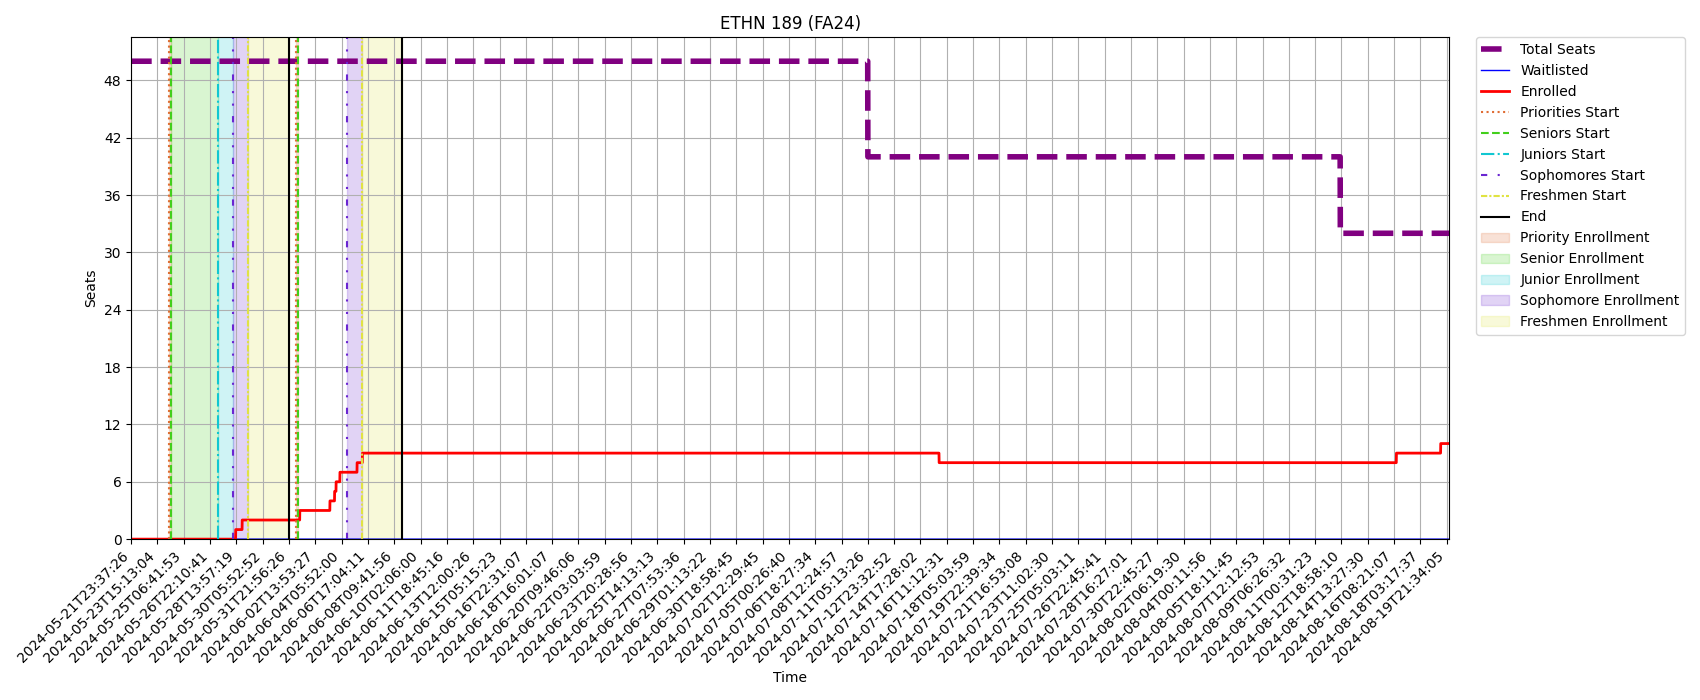 ETHN 189 (FA24)
Seats
48
42
36
30
24
18
12
6
0
2024-05-21T23:37:26
2024-05-23T15:13:04
2024-05-25T06:41:53
2024-05-26T22:10:41
2024-05-28T13:57:19
2024-05-30T05:52:52
2024-05-31T21:56:26
2024-06-02T13:53:27
2024-06-04T05:52:00
2024-06-06T17:04:11
2024-06-08T09:41:56
2024-06-10T02:06:00
2024-06-11T18:45:16
2024-06-13T12:00:26
2024-06-15T05:15:23
2024-06-16T22:31:07
2024-06-18T16:01:07
2024-06-20T09:46:06
2024-06-22T03:03:59
2024-06-23T20:28:56
2024-06-25T14:13:13
2024-06-27T07:53:36
2024-06-29T01:13:22
2024-06-30T18:58:45
2024-07-02T12:29:45
2024-07-05T00:26:40
2024-07-06T18:27:34
2024-07-08T12:24:57
2024-07-11T05:13:26
2024-07-12T23:32:52
2024-07-14T17:28:02
2024-07-16T11:12:31
2024-07-18T05:03:59
2024-07-19T22:39:34
2024-07-21T16:53:08
2024-07-23T11:02:30
2024-07-25T05:03:11
2024-07-26T22:45:41
2024-07-28T16:27:01
2024-07-30T22:45:27
2024-08-02T06:19:30
2024-08-04T00:11:56
2024-08-05T18:11:45
2024-08-07T12:12:53
2024-08-09T06:26:32
2024-08-11T00:31:23
2024-08-12T18:58:10
2024-08-14T13:27:30
2024-08-16T08:21:07
2024-08-18T03:17:37
2024-08-19T21:34:05
Time
Total Seats
Waitlisted
Enrolled
Priorities Start
Seniors Start
Juniors Start
Sophomores Start
Freshmen Start
End
Priority Enrollment
Senior Enrollment
Junior Enrollment
Sophomore Enrollment
Freshmen Enrollment